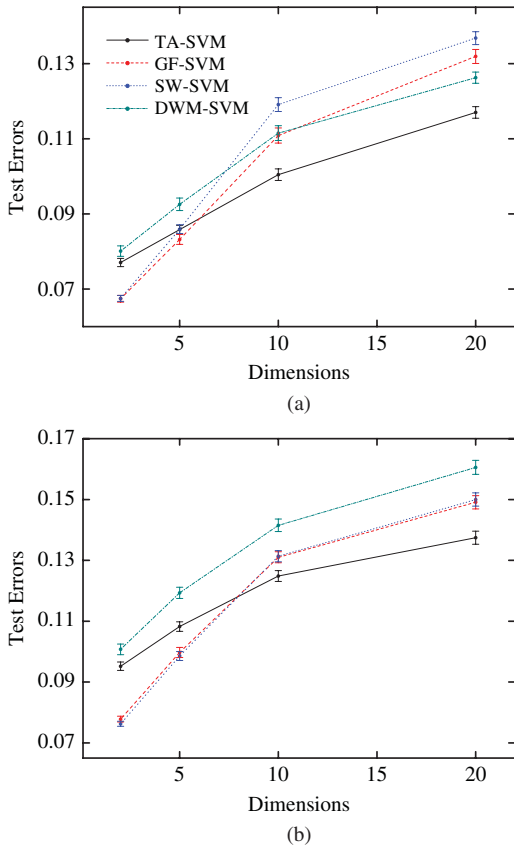 0.13
0.11
0.09
0.07
Test Errors
TA-SVM
GF-SVM
SW-SVM
DWM-SVM
5 10 15 20
Dimensions
(a)
0.17
0.15
0.13
0.11
0.09
0.07
Test Errors
5 10 15 20
Dimensions
(b)